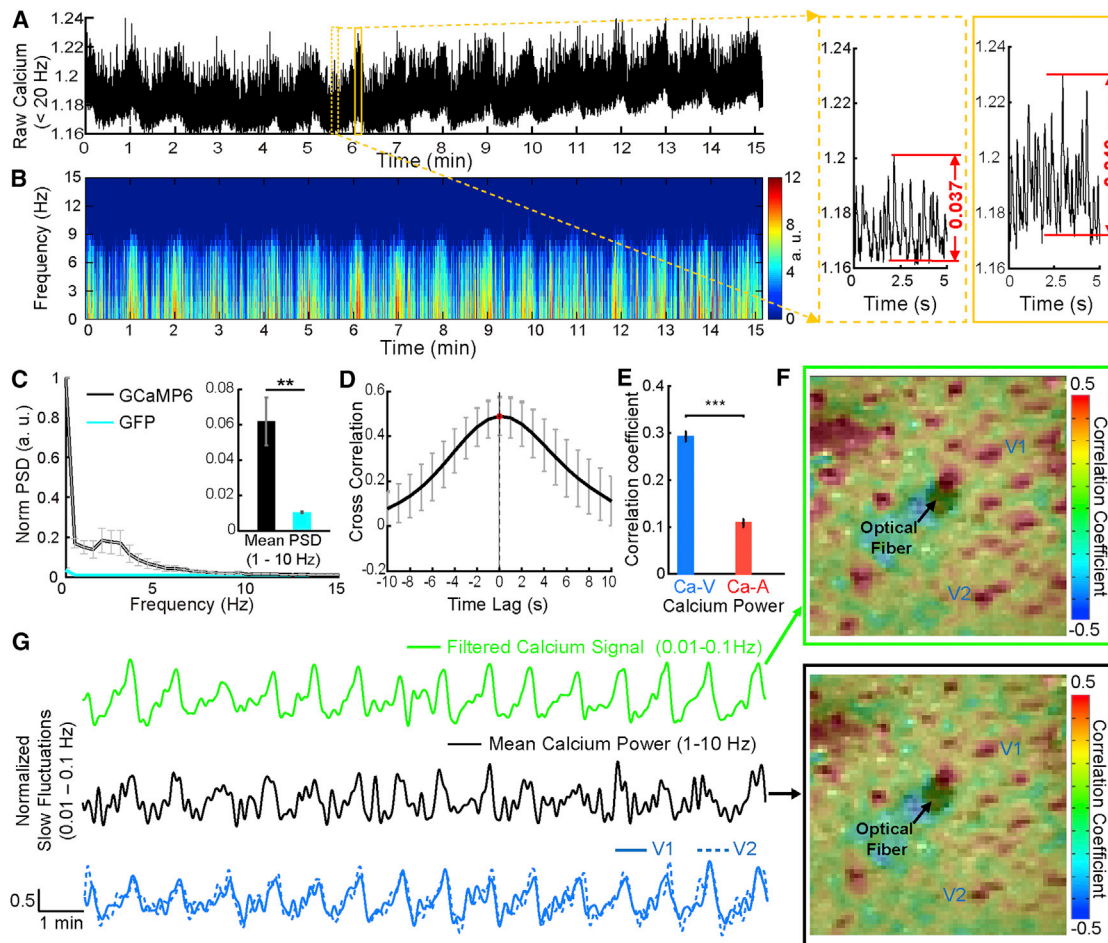 A
Raw Calcium
(< 20 Hz)
1.24
1.22
1.2
1.18
1.16
0 1 2 3 4 5 6 7 8 9 10 11 12 13 14 15
Time (min)
1.24
1.22
1.2
1.18
1.16
0.037
0 2.5 5
Time (s)
1.24
1.22
1.2
1.18
1.16
0 2.5 5
Time (s)
B
Frequency (Hz)
15
12
9
6
3
0
0 1 2 3 4 5 6 7 8 9 10 11 12 13 14 15
Time (min)
12
8
4
0
a. u.
C
Norm PSD (a. u.)
1
0.8
0.6
0.4
0.2
0
0 5 10 15
Frequency (Hz)
GCaMP6
GFP
0.08
0.06
0.04
0.02
0
**
Mean PSD
(1 - 10 Hz)
D
Cross Correlation
0.6
0.4
0.2
0
-0.2
-10 -8 -6 -4 -2 0 2 4 6 8 10
Time Lag (s)
E
Correlation coefficient
0.4
0.3
0.2
0.1
0
***
Ca-V Ca-A
Calcium Power
F
V1
Optical
Fiber
V2
0.5
-0.5
Correlation Coefficient
V1
Optical
Fiber
V2
0.5
-0.5
Correlation Coefficient
G
Normalized
Slow Fluctuations
(0.01 – 0.1 Hz)
Filtered Calcium Signal (0.01-0.1Hz)
Mean Calcium Power (1-10 Hz)
V1 V2
0.5
1 min